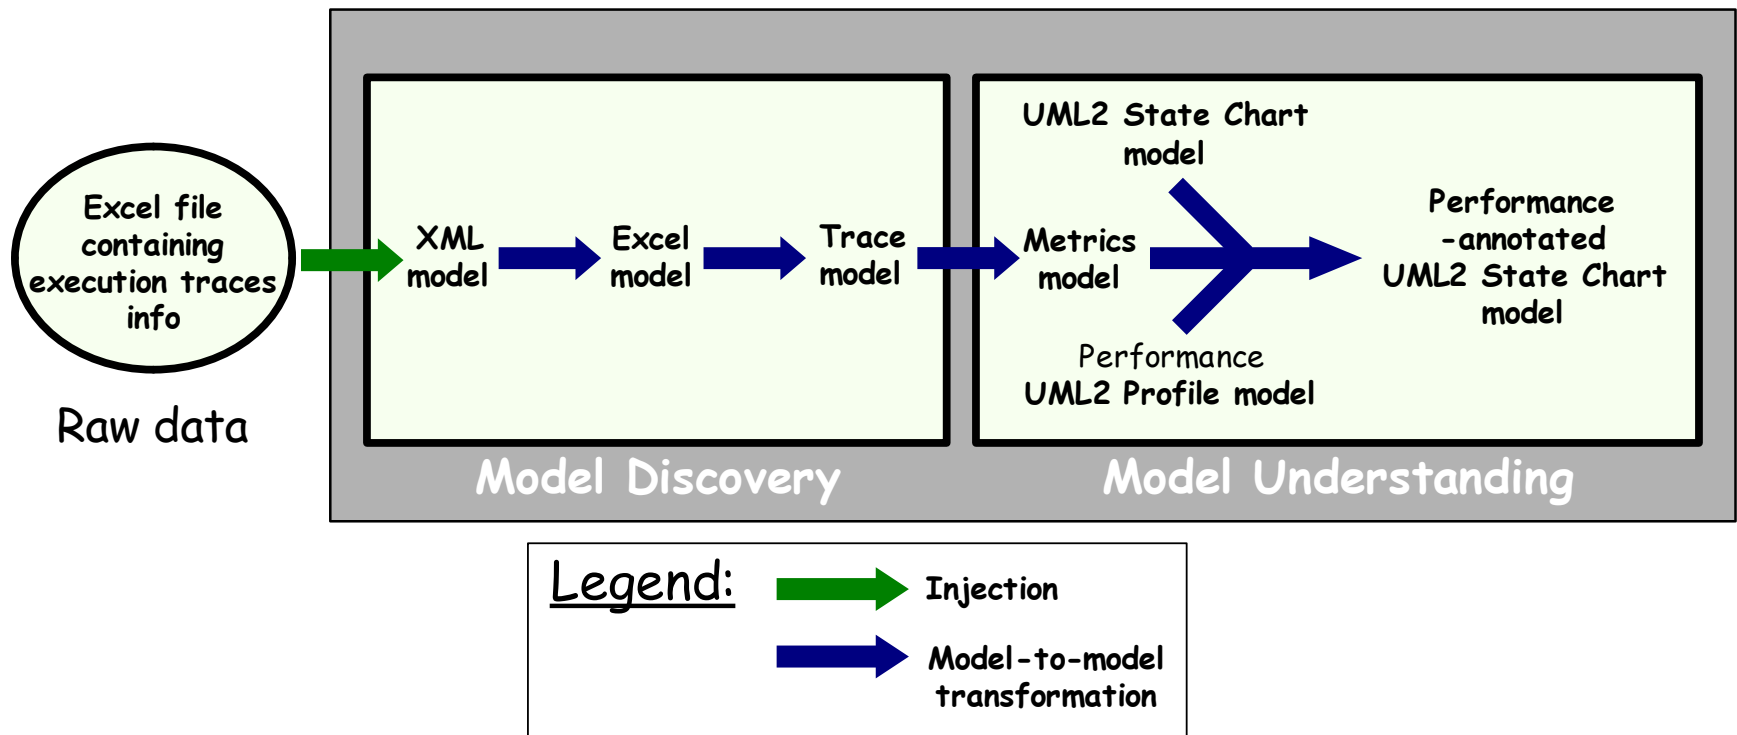 Excel file
containing
execution traces
info
Raw data
XML
model
Excel
model
Trace
model
Model Discovery
UML2 State Chart
model
Metrics
model
Performance
UML2 Profile model
Performance
-annotated
UML2 State Chart
model
Model Understanding
Legend:
Injection
Model-to-model
transformation